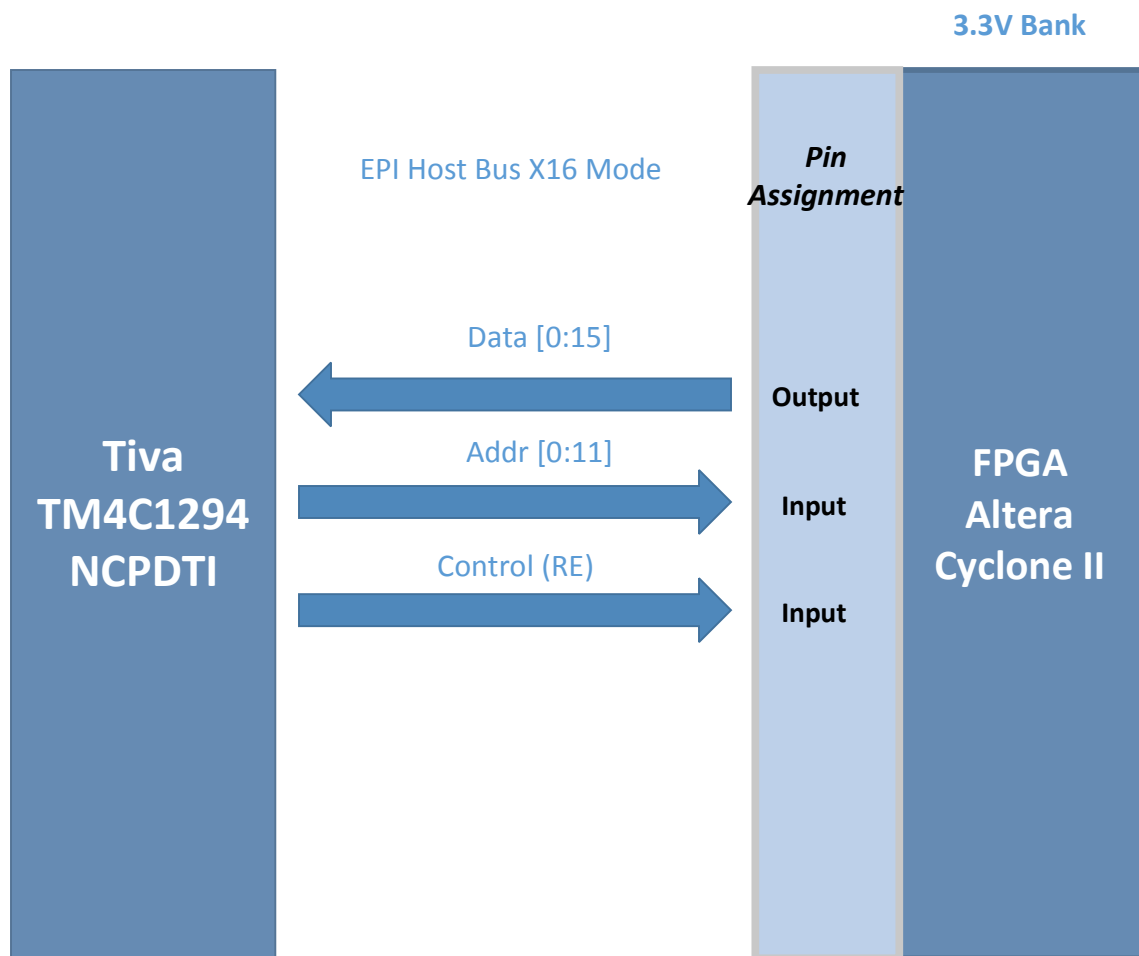 3.3V Bank
EPI Host Bus X16 Mode
Pin
Assignment
Data [0:15]
Output
Addr [0:11]
Input
Control (RE)
Input
Tiva
TM4C1294
NCPDTI
FPGA
Altera
Cyclone II